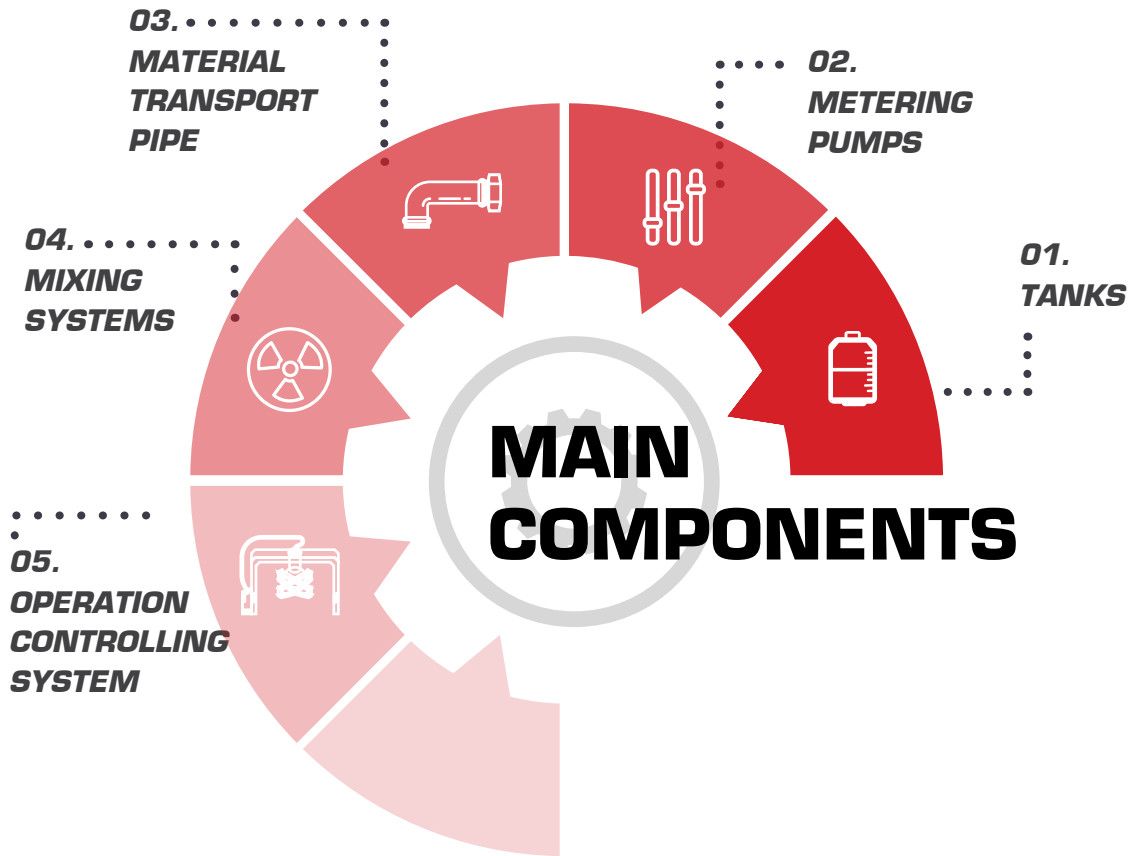 01.
TANKS
02.
METERING
PUMPS
03.
MATERIAL
TRANSPORT
PIPE
04.
MIXING
SYSTEMS
05.
OPERATION
CONTROLLING
SYSTEM
MAIN
COMPONENTS